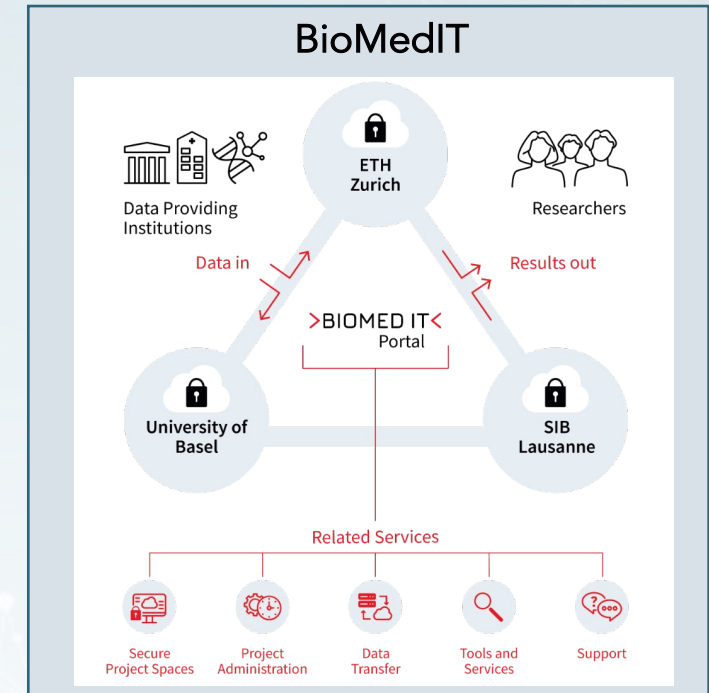 BioMedIT
ETH
Zurich
Data Providing
Institutions
Researchers
Data in
Results out
>BIOMED IT<
Portal
University of
Basel
SIB
Lausanne
Related Services
Secure
Project Spaces
Project
Administration
Data
Transfer
Tools and
Services
Support